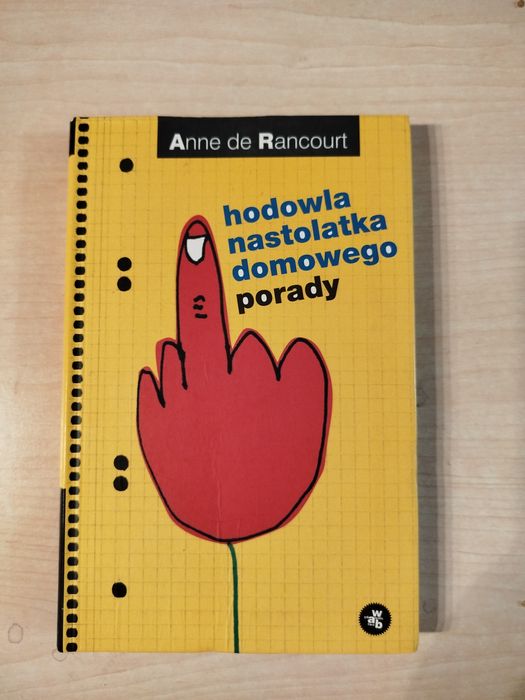 Anne de Rancourt
hodowla
nastolatka
domowego
porady
w
a b